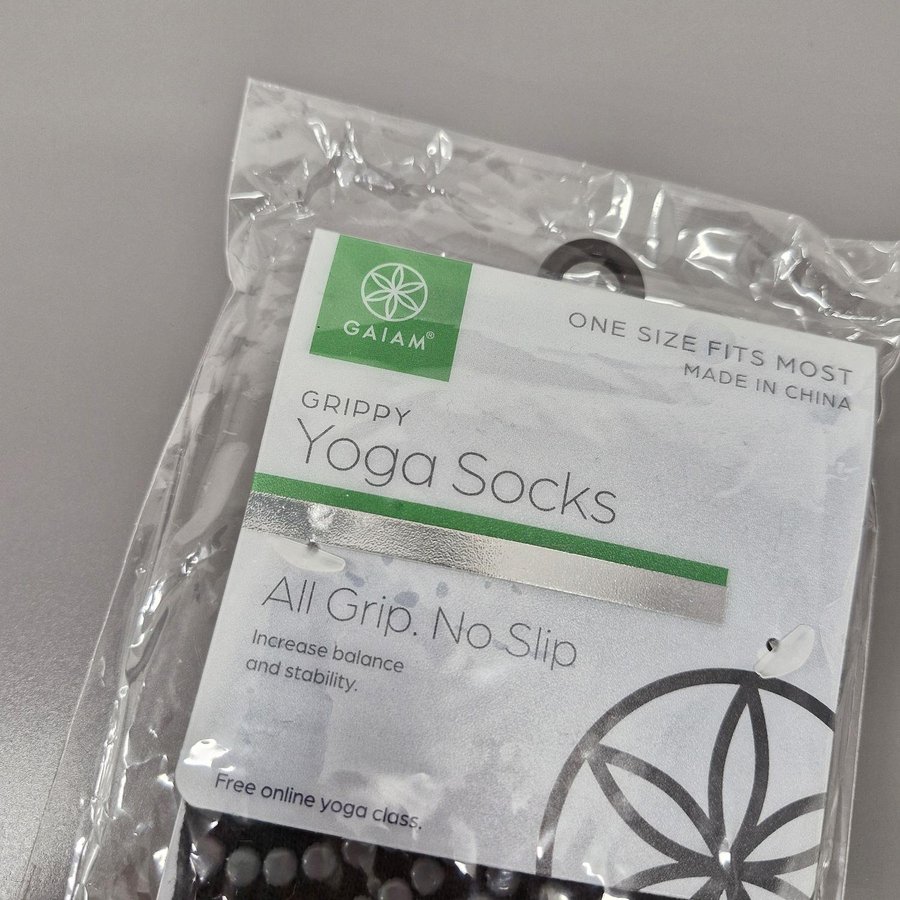 GAIAM®
ONE SIZE FITS MOST
MADE IN CHINA
GRIPPY
Yoga Socks
All Grip. No Slip
Increase balance
and stability.
Free online yoga class.